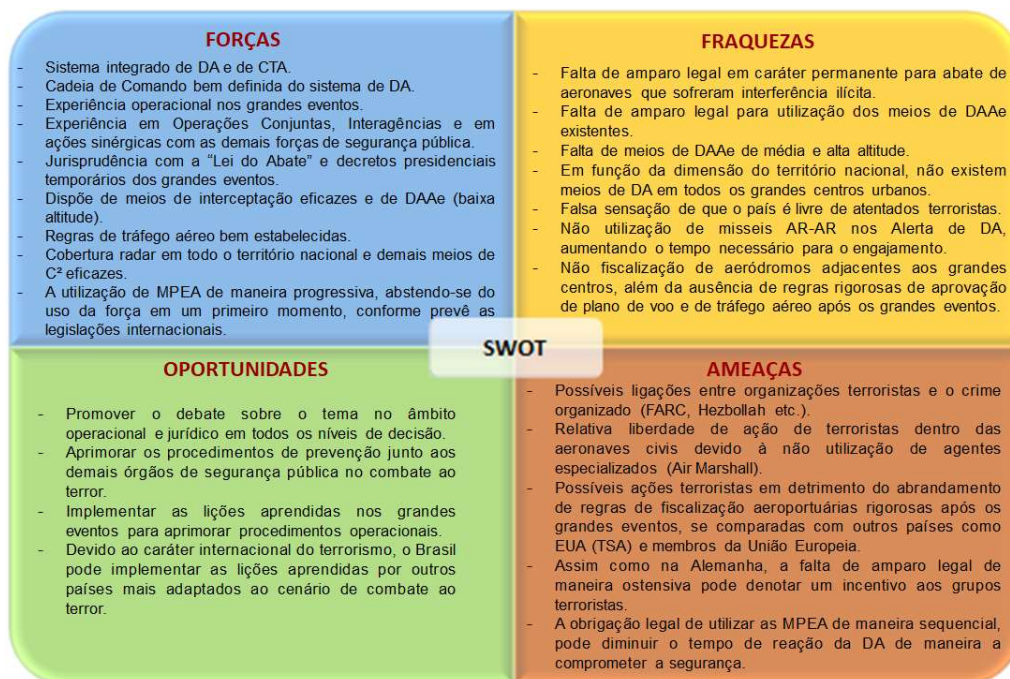 FORÇAS
- Sistema integrado de DA e de CTA.
- Cadeia de Comando bem definida do sistema de DA.
- Experiência operacional nos grandes eventos.
- Experiência em Operações Conjuntas, Interagências e em
ações sinérgicas com as demais forças de segurança pública.
- Jurisprudência com a “Lei do Abate” e decretos presidenciais
temporários dos grandes eventos.
- Dispõe de meios de interceptação eficazes e de DAAe (baixa
altitude).
- Regras de tráfego aéreo bem estabelecidas.
- Cobertura radar em todo o território nacional e demais meios de
C² eficazes.
- A utilização de MPEA de maneira progressiva, abstendo-se do
uso da força em um primeiro momento, conforme prevê as
legislações internacionais.
FRAQUEZAS
- Falta de amparo legal em caráter permanente para abate de
aeronaves que sofreram interferência ilícita.
- Falta de amparo legal para utilização dos meios de DAAe
existentes.
- Falta de meios de DAAe de média e alta altitude.
- Em função da dimensão do território nacional, não existem
meios de DA em todos os grandes centros urbanos.
- Falsa sensação de que o país é livre de atentados terroristas.
- Não utilização de misseis AR-AR nos Alerta de DA,
aumentando o tempo necessário para o engajamento.
- Não fiscalização de aeródromos adjacentes aos grandes
centros, além da ausência de regras rigorosas de aprovação
de plano de voo e de tráfego aéreo após os grandes eventos.
SWOT
OPORTUNIDADES
- Promover o debate sobre o tema no âmbito
operacional e jurídico em todos os níveis de decisão.
- Aprimorar os procedimentos de prevenção junto aos
demais órgãos de segurança pública no combate ao
terror.
- Implementar as lições aprendidas nos grandes
eventos para aprimorar procedimentos operacionais.
- Devido ao caráter internacional do terrorismo, o Brasil
pode implementar as lições aprendidas por outros
países mais adaptados ao cenário de combate ao
terror.
AMEAÇAS
- Possíveis ligações entre organizações terroristas e o crime
organizado (FARC, Hezbollah etc.).
- Relativa liberdade de ação de terroristas dentro das
aeronaves civis devido à não utilização de agentes
especializados (Air Marshall).
- Possíveis ações terroristas em detrimento do abrandamento
de regras de fiscalização aeroportuárias rigorosas após os
grandes eventos, se comparadas com outros países como
EUA (TSA) e membros da União Europeia.
- Assim como na Alemanha, a falta de amparo legal de
maneira ostensiva pode denotar um incentivo aos grupos
terroristas.
- A obrigação legal de utilizar as MPEA de maneira sequencial,
pode diminuir o tempo de reação da DA de maneira a
comprometer a segurança.